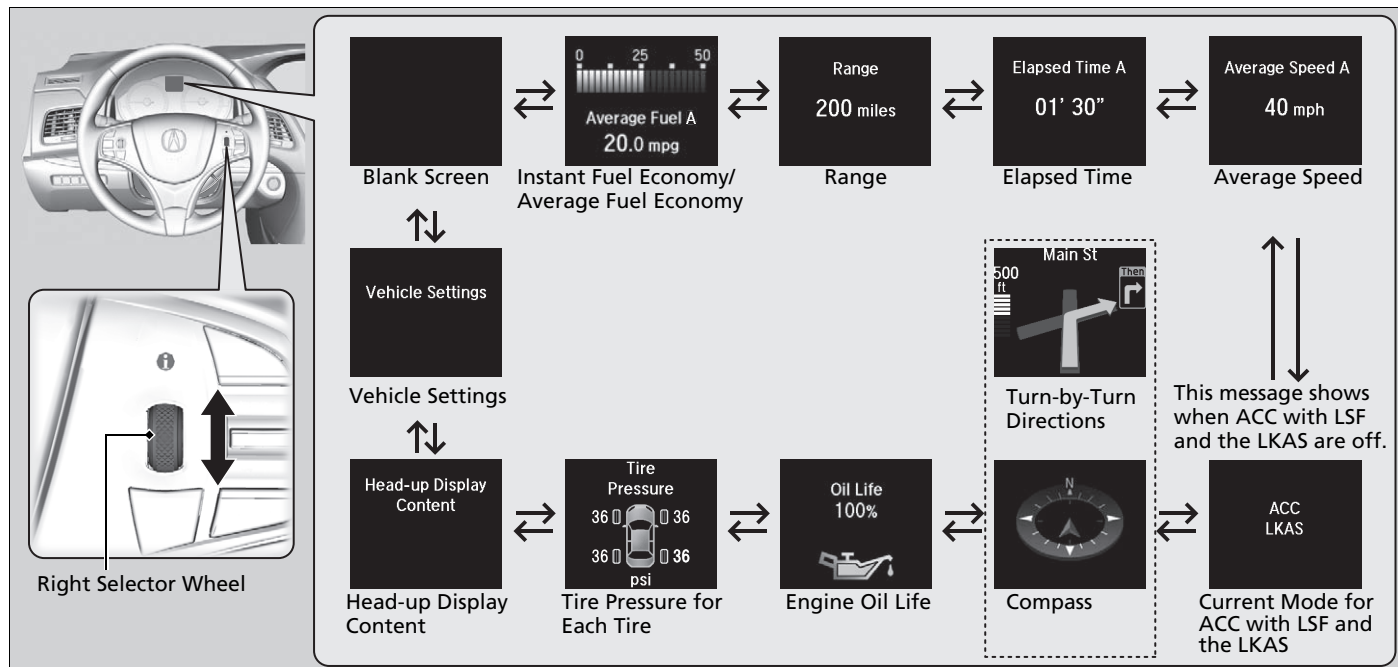 0 25 50
Average Fuel A
20.0 mpg
Range
200 miles
Elapsed Time A
01' 30"
Average Speed A
40 mph
Blank Screen
Instant Fuel Economy/
Average Fuel Economy
Range
Elapsed Time
Average Speed
Vehicle Settings
Vehicle Settings
Main St
500
ft
Then
Turn-by-Turn
Directions
This message shows
when ACC with LSF
and the LKAS are off.
i
Right Selector Wheel
Head-up Display
Content
Tire
Pressure
36 36
36 36
psi
Oil Life
100%
N
ACC
LKAS
Head-up Display
Content
Tire Pressure for
Each Tire
Engine Oil Life
Compass
Current Mode for
ACC with LSF and
the LKAS